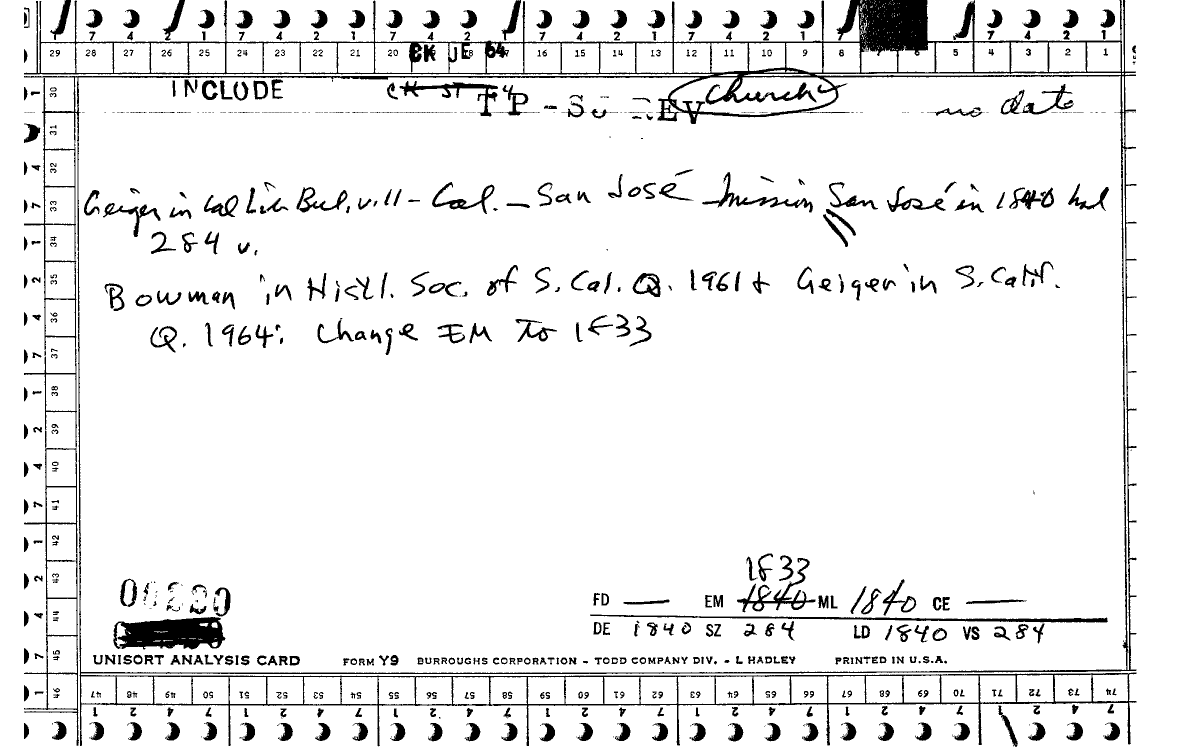 7 4 2 1 7 4 2 1 7 4 2 1 7 4 2 1 7 4 2 1 7 4 2 1 7 4 2 1
29 28 27 26 25 24 23 22 21 20 18 16 15 14 13 12 11 10 9 8 5 4 3 2 1
CK JE 64
INCLUDE CK ST 64 TP - SU REV Church no date
Geiger in Cal Lib Bul, v. 11 - Cal. - San José - Mission San José in 1840 had
284 v.
Bowman in Histl. Soc. of S. Cal. Q. 1961 + Geiger in S. Calif.
Q. 1964: Change EM to 1833
30 31 32 33 34 35 36 37 38 39 40 41 42 43 44 45 46
1833
00230
FD — EM 1840 ML 1840 CE —
DE 1840 SZ 284 LD 1840 VS 284
UNISORT ANALYSIS CARD FORM Y9 BURROUGHS CORPORATION - TODD COMPANY DIV. - L HADLEY PRINTED IN U.S.A.
47 48 49 50 51 52 53 54 55 56 57 58 59 60 61 62 63 64 65 66 67 68 69 70 71 72 73 74
1 2 4 7 1 2 4 7 1 2 4 7 1 2 4 7 1 2 4 7 1 2 4 7 1 2 4 7